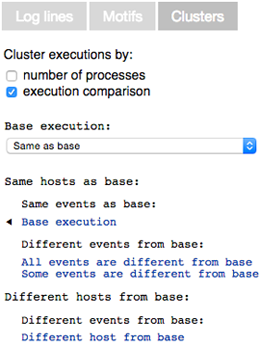 Log lines Motifs Clusters
Cluster executions by:
number of processes
execution comparison
Base execution:
Same as base
Same hosts as base:
Same events as base:
Base execution
Different events from base:
All events are different from base
Some events are different from base
Different hosts from base:
Different events from base:
Different host from base